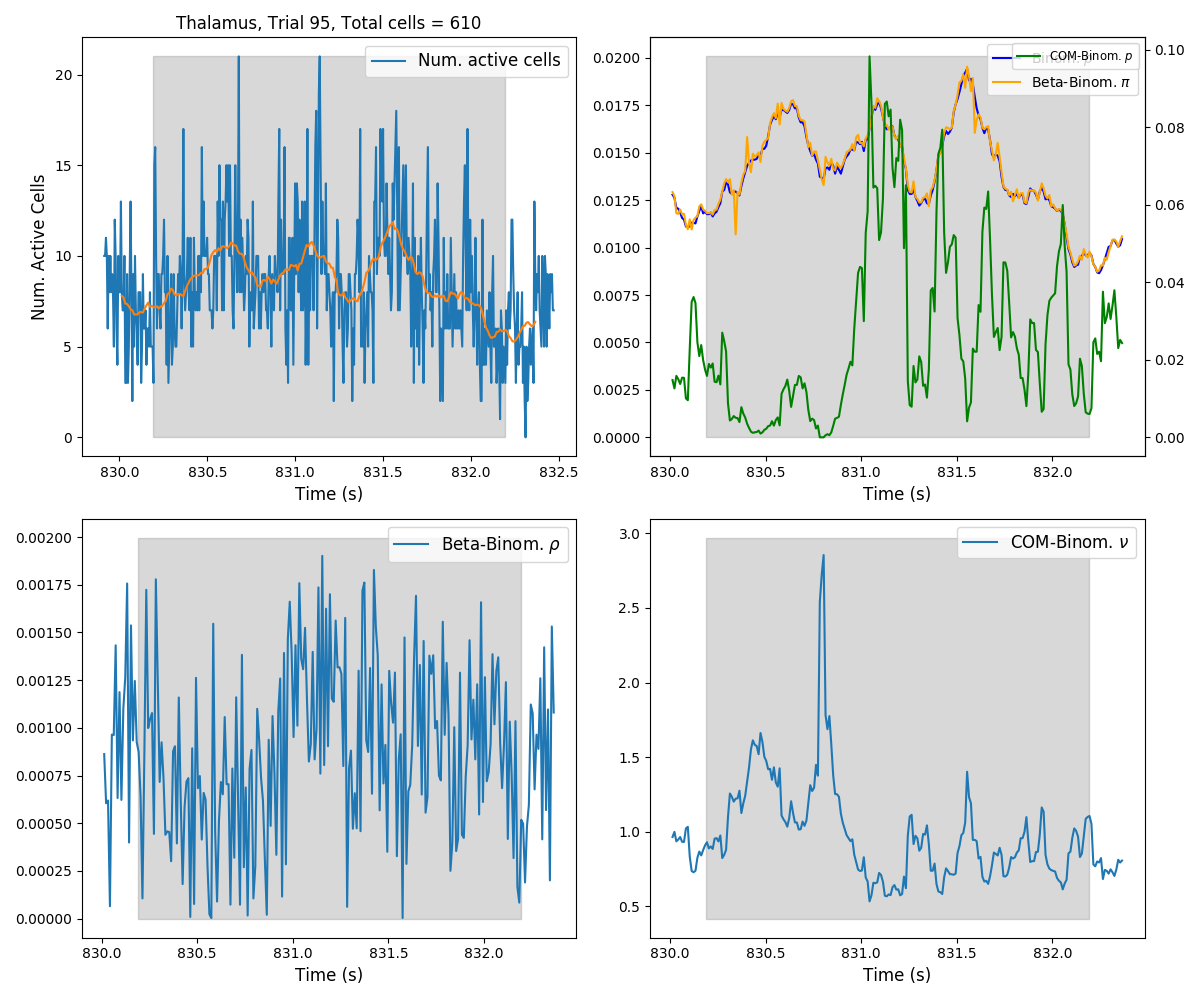 Thalamus, Trial 95, Total cells = 610
Num. Active Cells
20
15
10
5
0
Num. active cells
830.0 830.5 831.0 831.5 832.0 832.5
Time (s)
0.0200
0.0175
0.0150
0.0125
0.0100
0.0075
0.0050
0.0025
0.0000
COM-Binom. p
Beta-Binom. π
0.10
0.08
0.06
0.04
0.02
0.00
830.0 830.5 831.0 831.5 832.0
Time (s)
0.00200
0.00175
0.00150
0.00125
0.00100
0.00075
0.00050
0.00025
0.00000
Beta-Binom. ρ
830.0 830.5 831.0 831.5 832.0
Time (s)
3.0
2.5
2.0
1.5
1.0
0.5
COM-Binom. ν
830.0 830.5 831.0 831.5 832.0
Time (s)